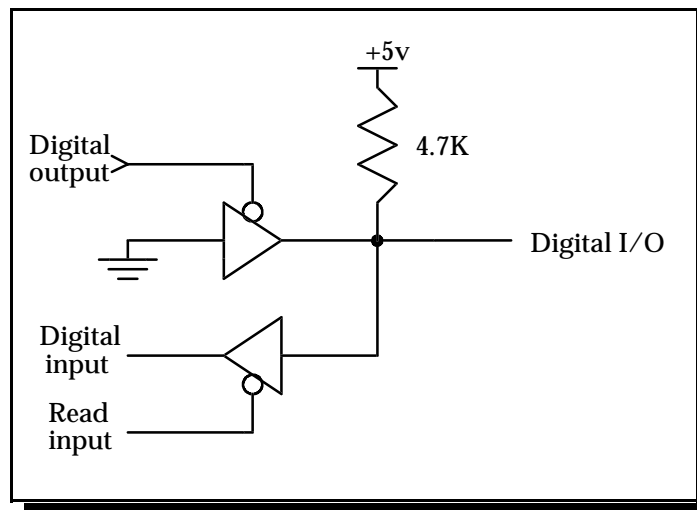 +5v
Digital
output
4.7K
Digital I/O
Digital
input
Read
input